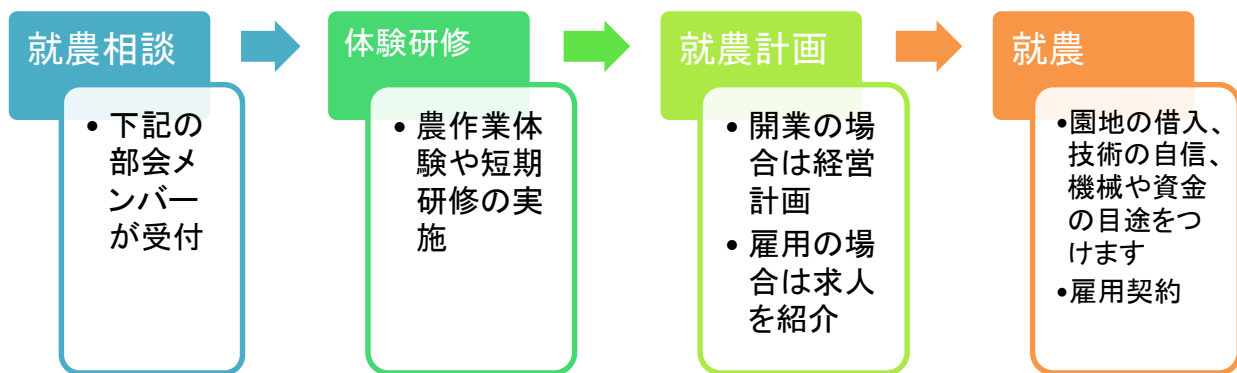 就農相談
• 下記の
部会メ
ンバー
が受付
体験研修
• 農作業体
験や短期
研修の実
施
就農計画
• 開業の場
合は経営
計画
• 雇用の場
合は求人
を紹介
就農
•園地の借入、
技術の自信、
機械や資金
の目途をつ
けます
•雇用契約